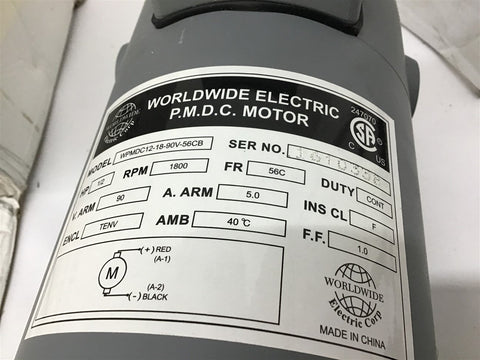 WORLDWIDE ELECTRIC
P.M.D.C. MOTOR
247070
C US
MODEL WPMDC12-18-90V-56CB SER NO.
HP 1/2 RPM 1800 FR 56C DUTY CONT
V. ARM 90 A. ARM 5.0 INS CL F
ENCL TENV AMB 40°C F.F. 1.0
(+) RED
(A-1)
M
(A-2)
(-) BLACK
WORLDWIDE
Electric Corp
MADE IN CHINA